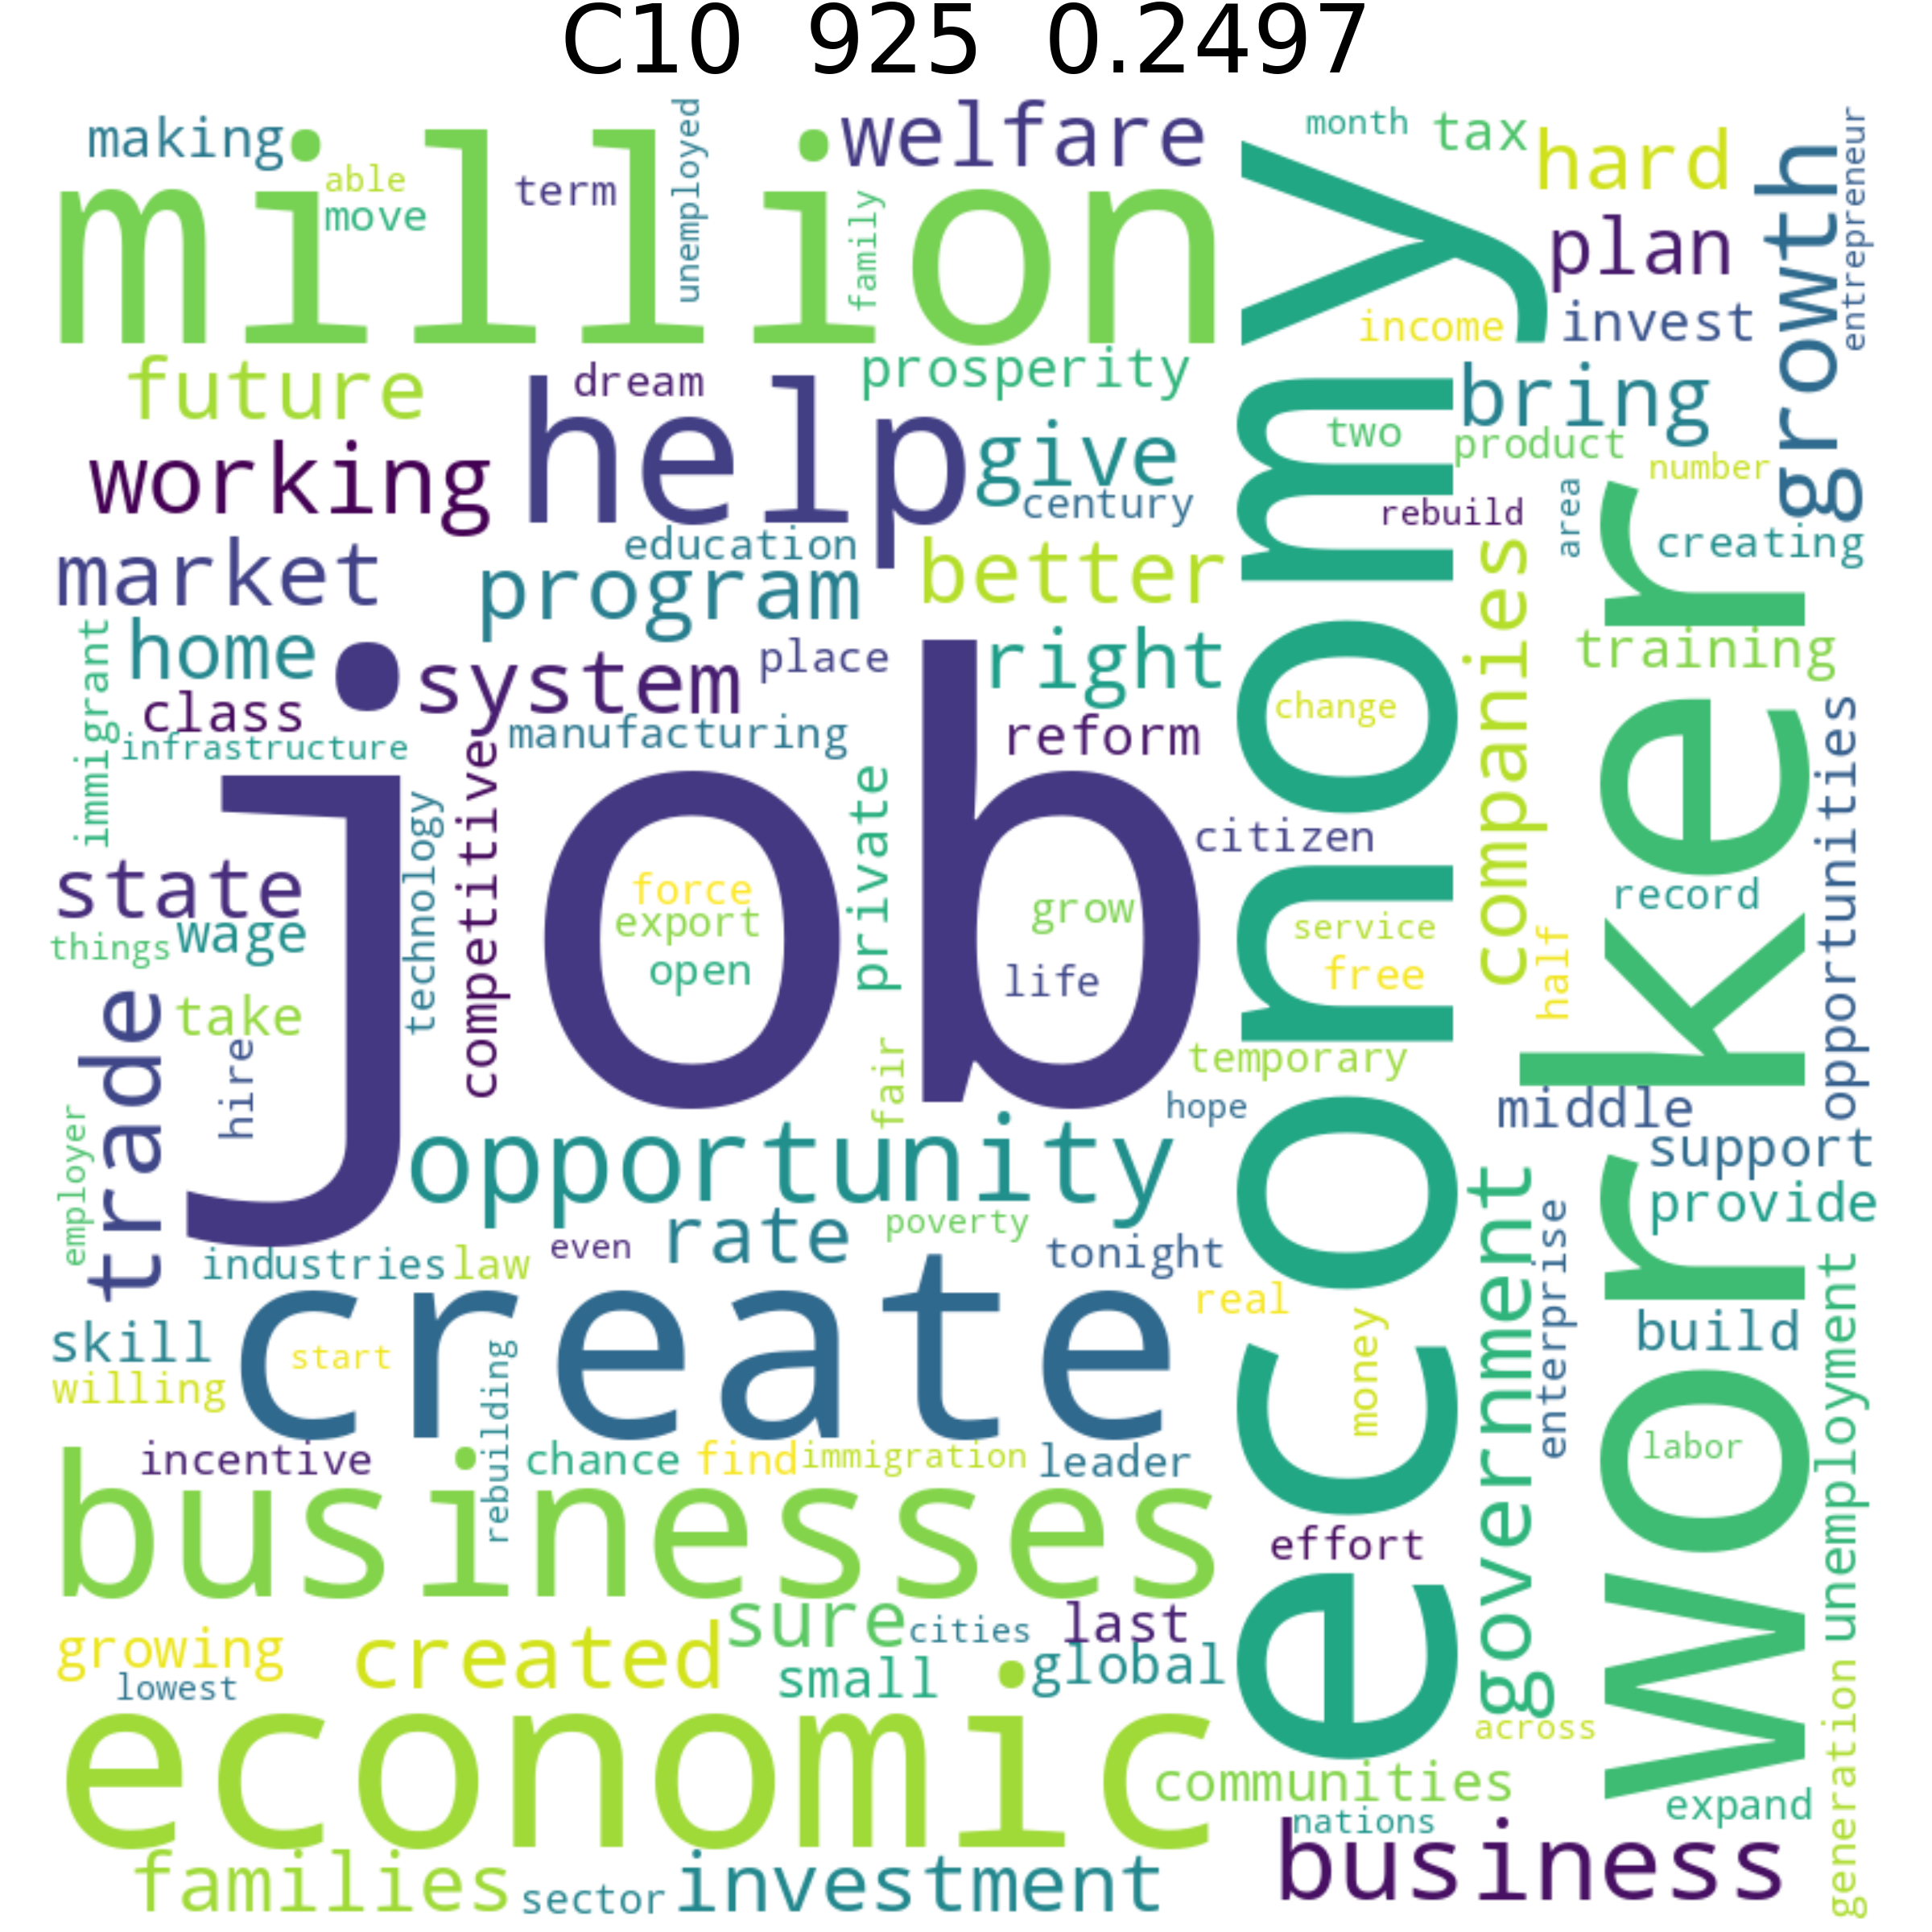 C10 925 0.2497
making
million
able
move
term
unemployed
family
welfare
month
tax
hard
plan
growth
entrepreneur
income
invest
economy
future
dream
help
prosperity
give
century
working
bring
two
product
number
rebuild
area
creating
market
education
program
better
companies
worker
training
home
immigrant
class
infrastructure
system
place
right
manufacturing
reform
change
job
technology
competitive
private
citizen
opportunities
state
wage
things
force
export
open
grow
life
service
free
half
record
take
trade
hire
employer
fair
temporary
hope
middle
support
provide
opportunity
rate
poverty
even
tonight
industries
law
create
start
real
money
government
enterprise
build
unemployment
skill
willing
rebuilding
incentive
chance
find
immigration
leader
labor
businesses
effort
sure
cities
last
growing
lowest
created
small
global
economic
across
communities
expand
generation
nations
business
families
sector
investment